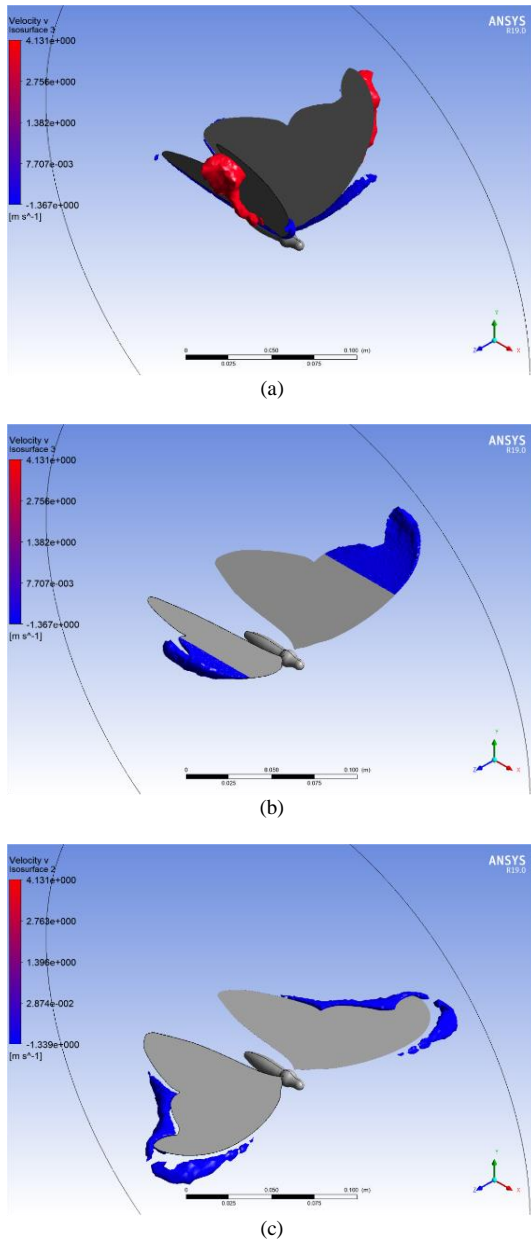 Velocity v
Isosurface 3
4.131e+000
2.756e+000
1.382e+000
7.707e-003
-1.367e+000
[m s^-1]
ANSYS
R19.0
0 0.050 0.100 (m)
0.025 0.075
Y
Z X
(a)
Velocity v
Isosurface 3
4.131e+000
2.756e+000
1.382e+000
7.707e-003
-1.367e+000
[m s^-1]
ANSYS
R19.0
0 0.050 0.100 (m)
0.025 0.075
Y
Z X
(b)
Velocity v
Isosurface 2
4.131e+000
2.763e+000
1.396e+000
2.874e-002
-1.339e+000
[m s^-1]
ANSYS
R19.0
0 0.050 0.100 (m)
0.025 0.075
Y
Z X
(c)